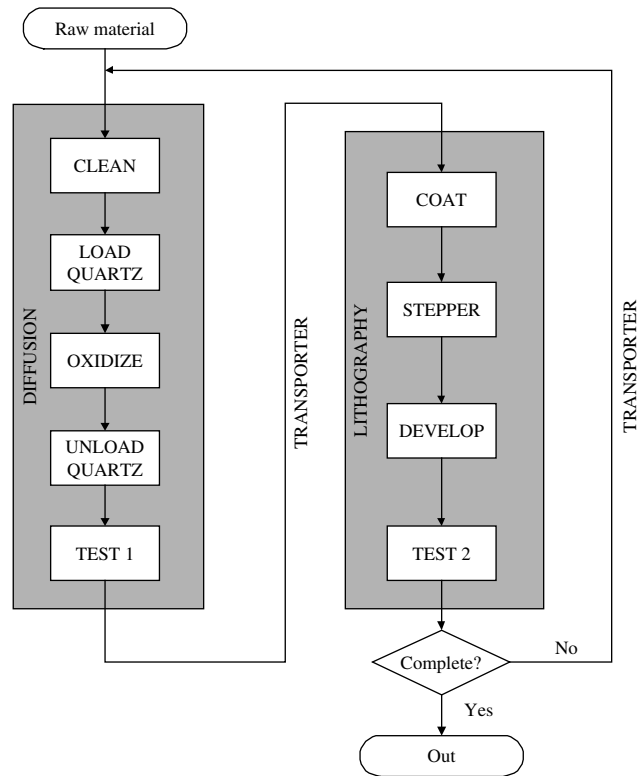 Raw material
DIFFUSION
CLEAN
LOAD
QUARTZ
OXIDIZE
UNLOAD
QUARTZ
TEST 1
TRANSPORTER
LITHOGRAPHY
COAT
STEPPER
DEVELOP
TEST 2
Complete?
No
Yes
Out
TRANSPORTER